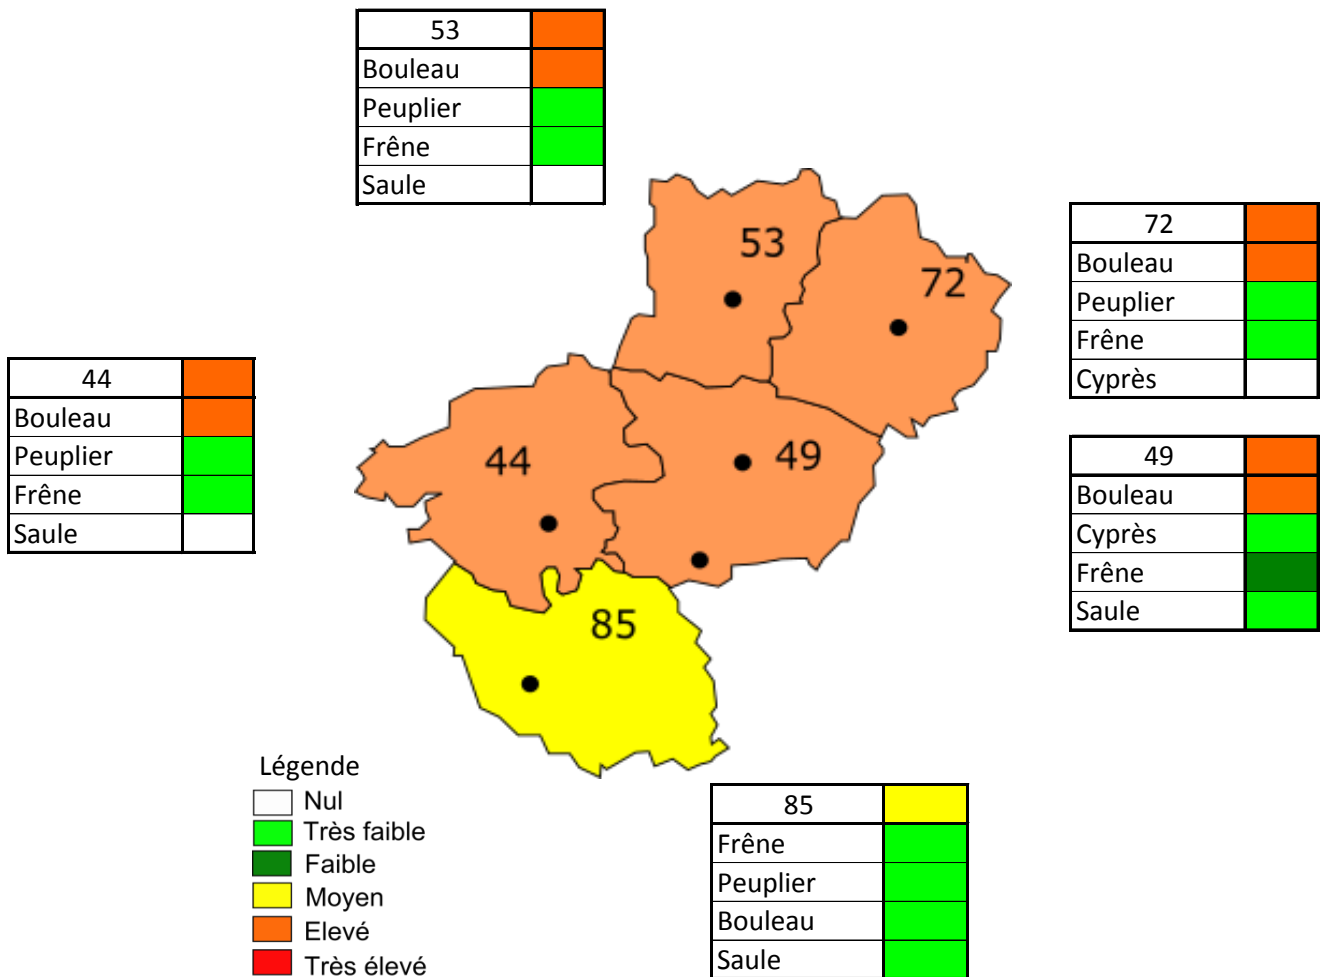 53
Bouleau
Peuplier
Frêne
Saule
53
72
72
Bouleau
Peuplier
Frêne
Cyprès
44
Bouleau
Peuplier
Frêne
Saule
44
49
49
Bouleau
Cyprès
Frêne
Saule
85
Légende
Nul
Très faible
Faible
Moyen
Elevé
Très élevé
85
Frêne
Peuplier
Bouleau
Saule